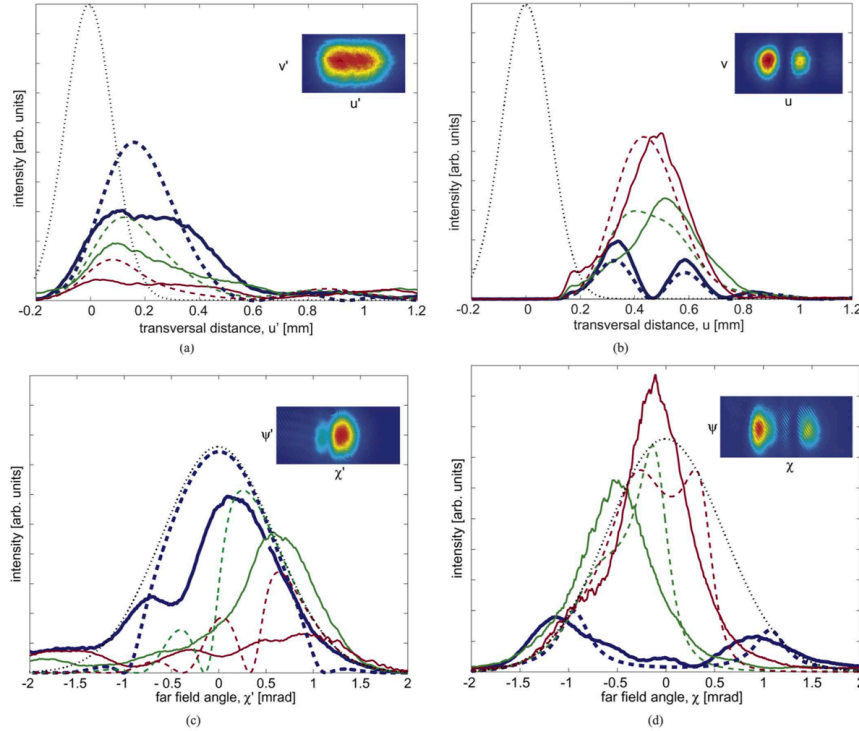 intensity [arb. units]
v'
u'
-0.2 0 0.2 0.4 0.6 0.8 1 1.2
transversal distance, u' [mm]
(a)
intensity [arb. units]
v
u
-0.2 0 0.2 0.4 0.6 0.8 1 1.2
transversal distance, u [mm]
(b)
intensity [arb. units]
ψ'
χ'
-2 -1.5 -1 -0.5 0 0.5 1 1.5 2
far field angle, χ' [mrad]
(c)
intensity [arb. units]
ψ
χ
-2 -1.5 -1 -0.5 0 0.5 1 1.5 2
far field angle, χ [mrad]
(d)